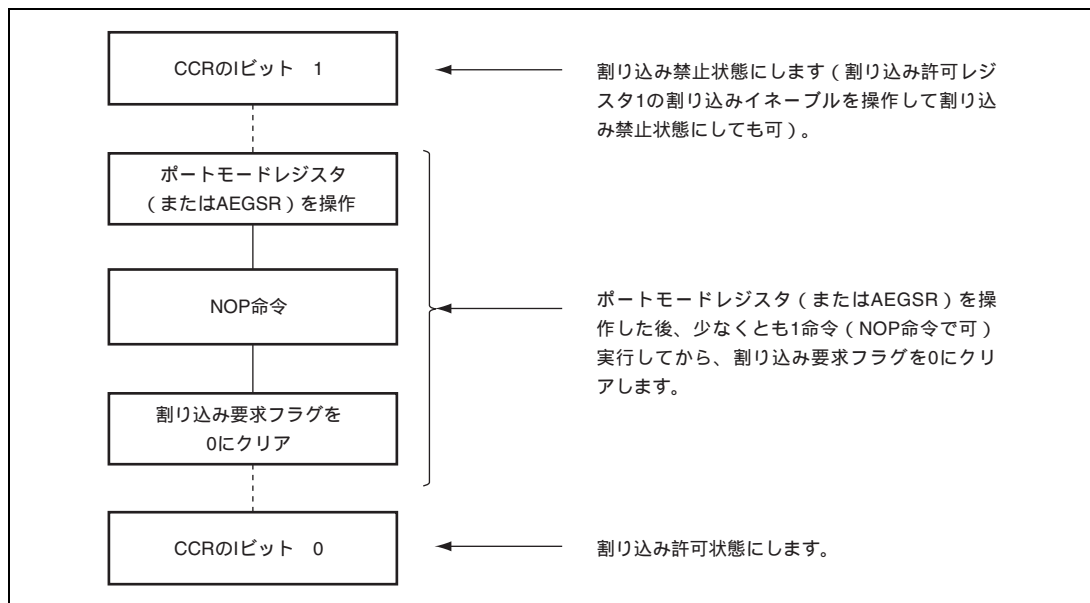 CCRのIビット　1
割り込み禁止状態にします（割り込み許可レジ
スタ1の割り込みイネーブルを操作して割り込
み禁止状態にしても可）。
ポートモードレジスタ
（またはAEGSR）を操作
NOP命令
ポートモードレジスタ（またはAEGSR）を操
作した後、少なくとも1命令（NOP命令で可）
実行してから、割り込み要求フラグを0にクリ
アします。
割り込み要求フラグを
0にクリア
CCRのIビット　0
割り込み許可状態にします。